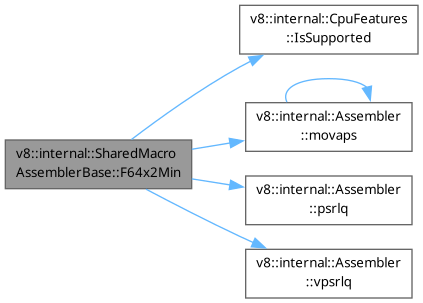 v8::internal::SharedMacro
AssemblerBase::F64x2Min
v8::internal::CpuFeatures
::IsSupported
v8::internal::Assembler
::movaps
v8::internal::Assembler
::psrlq
v8::internal::Assembler
::vpsrlq